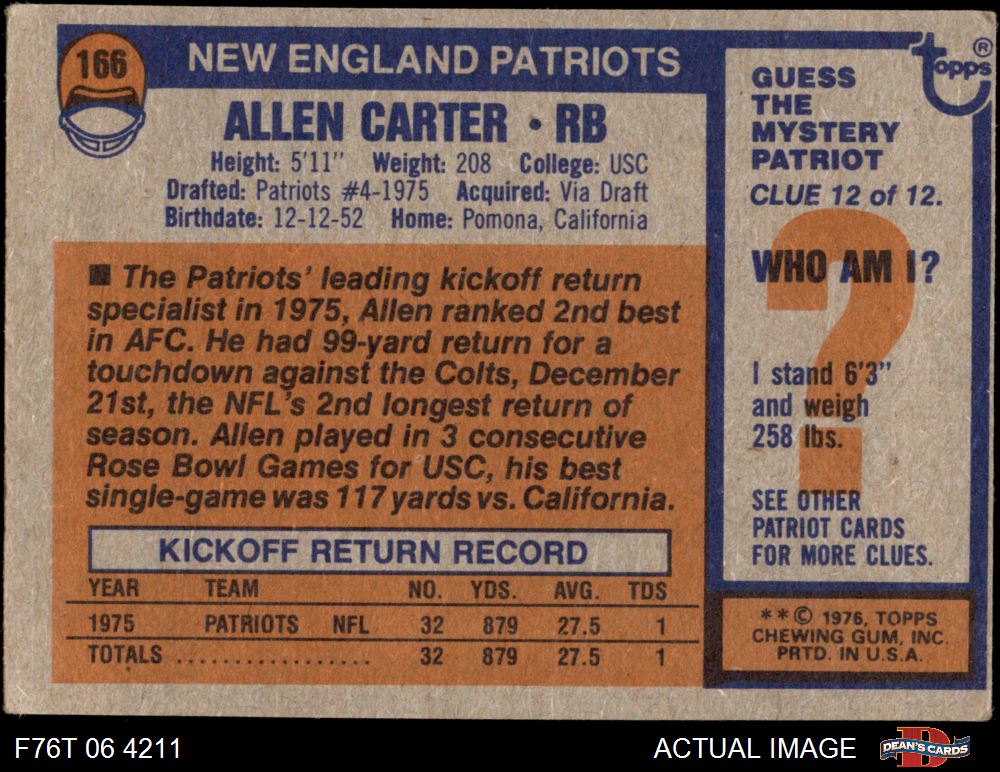 166
NEW ENGLAND PATRIOTS
ALLEN CARTER • RB
Height: 5'11" Weight: 208 College: USC
Drafted: Patriots #4-1975 Acquired: Via Draft
Birthdate: 12-12-52 Home: Pomona, California
■ The Patriots' leading kickoff return
specialist in 1975, Allen ranked 2nd best
in AFC. He had 99-yard return for a
touchdown against the Colts, December
21st, the NFL's 2nd longest return of
season. Allen played in 3 consecutive
Rose Bowl Games for USC, his best
single-game was 117 yards vs. California.
KICKOFF RETURN RECORD
YEAR TEAM NO. YDS. AVG. TDS
1975 PATRIOTS NFL 32 879 27.5 1
TOTALS .................. 32 879 27.5 1
topps ®
GUESS
THE
MYSTERY
PATRIOT
CLUE 12 of 12.
WHO AM I?
?
I stand 6'3"
and weigh
258 lbs.
SEE OTHER
PATRIOT CARDS
FOR MORE CLUES.
**© 1976, TOPPS
CHEWING GUM, INC.
PRTD. IN U.S.A.
F76T 06 4211
ACTUAL IMAGE
D
DEAN'S CARDS